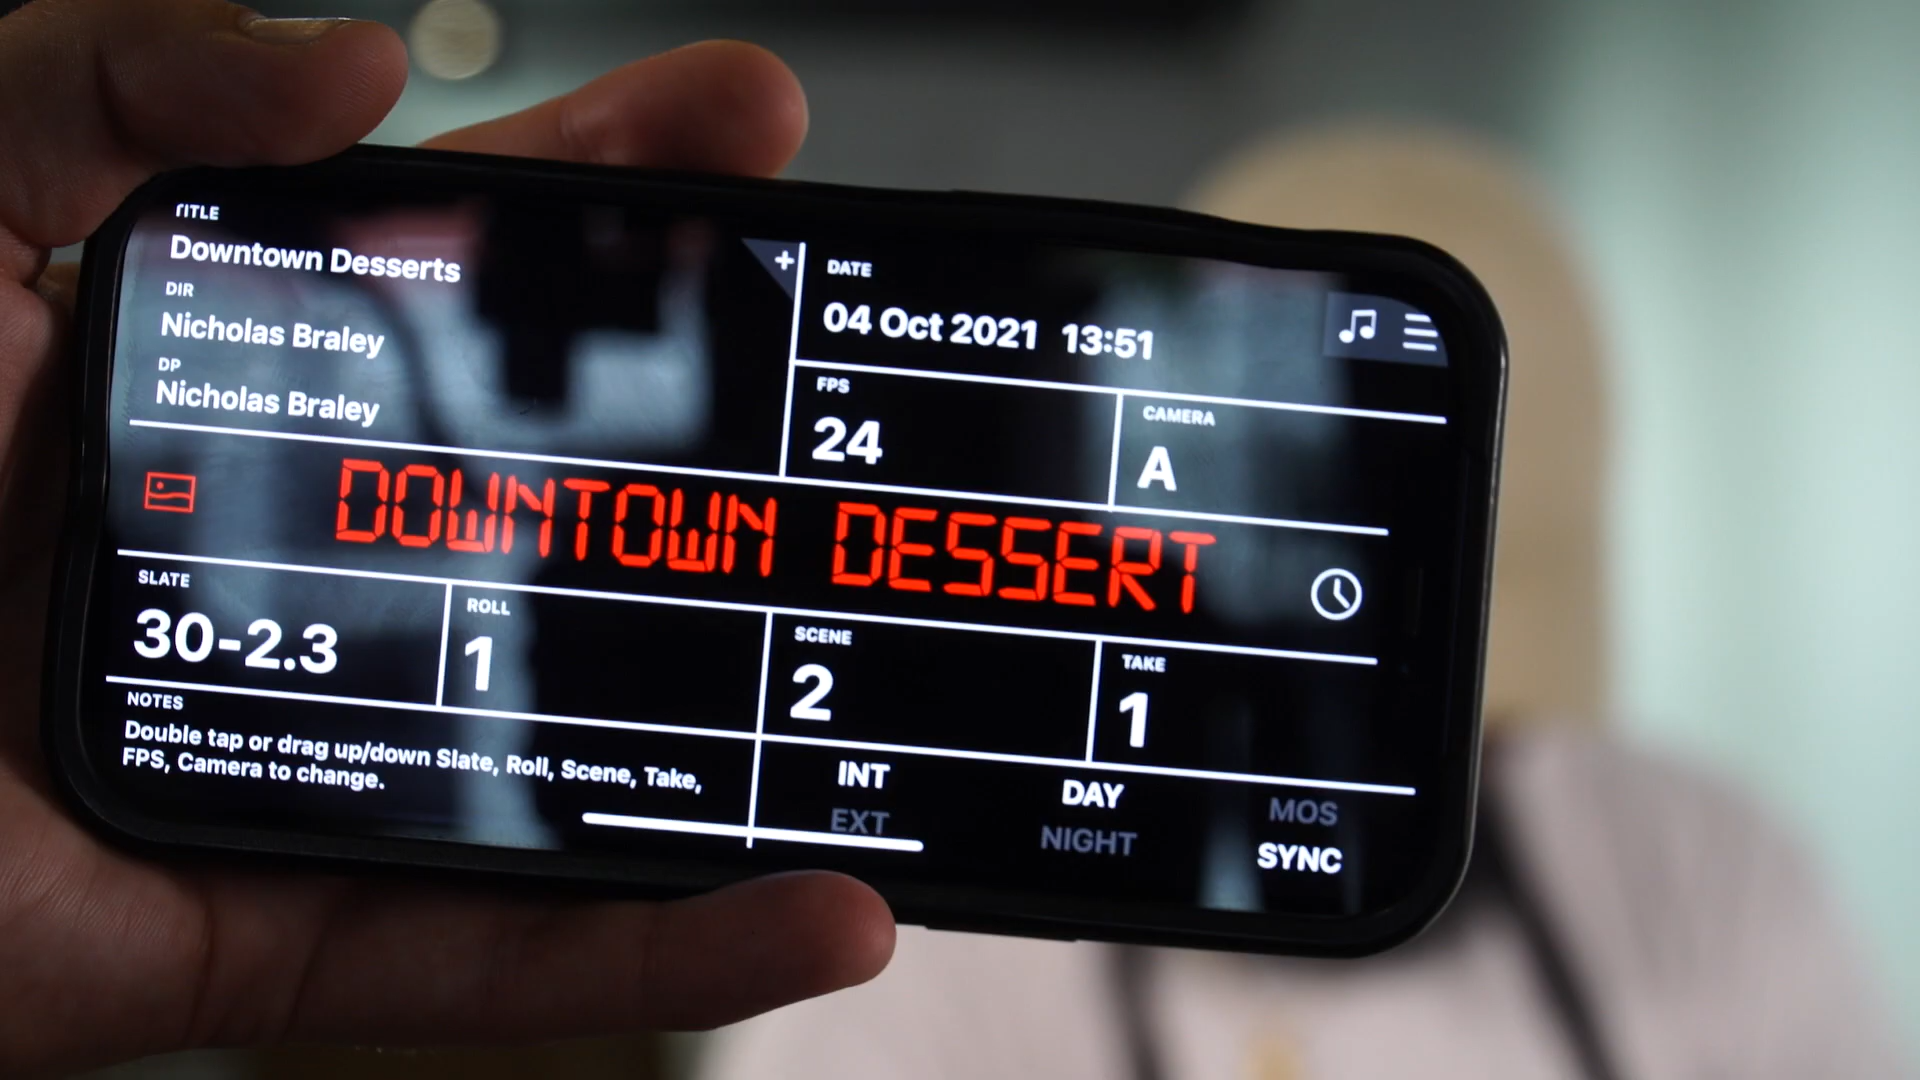 TITLE
Downtown Desserts
DIR
Nicholas Braley
DP
Nicholas Braley
+
DATE
04 Oct 2021 13:51
FPS
24
CAMERA
A
DOWNTOWN DESSERT
SLATE
30-2.3
ROLL
1
SCENE
2
TAKE
1
NOTES
Double tap or drag up/down Slate, Roll, Scene, Take,
FPS, Camera to change.
INT
EXT
DAY
NIGHT
MOS
SYNC